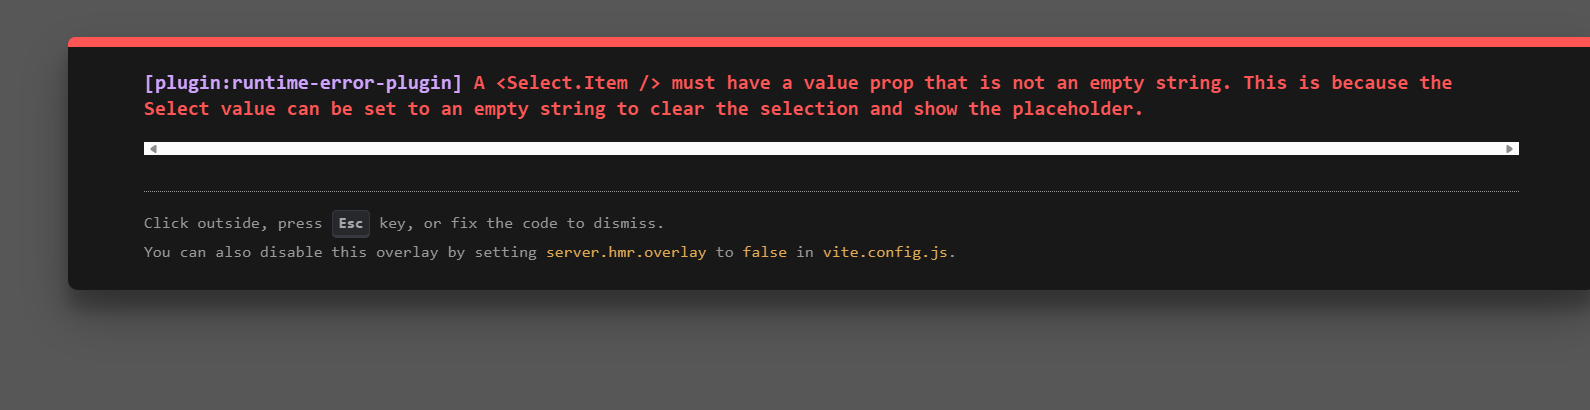 [plugin:runtime-error-plugin] A <Select.Item /> must have a value prop that is not an empty string. This is because the
Select value can be set to an empty string to clear the selection and show the placeholder.
Click outside, press Esc key, or fix the code to dismiss.
You can also disable this overlay by setting server.hmr.overlay to false in vite.config.js.